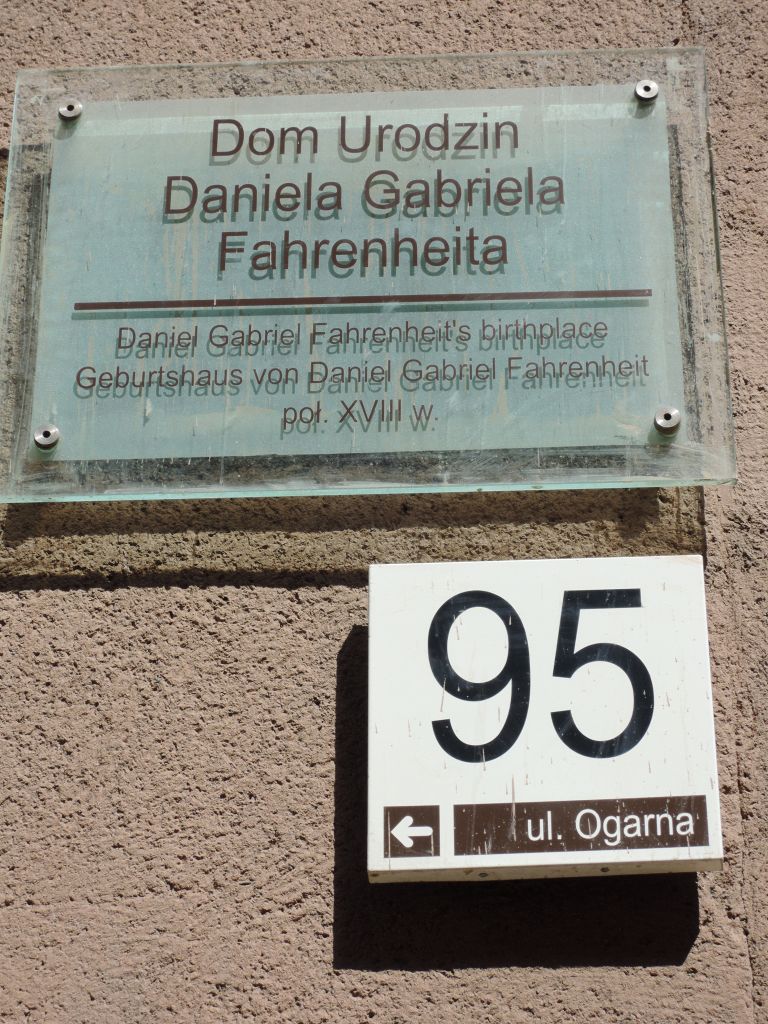 Dom Urodzin
Daniela Gabriela
Fahrenheita
Daniel Gabriel Fahrenheit's birthplace
Geburtshaus von Daniel Gabriel Fahrenheit
poł. XVIII w.
95
ul. Ogarna